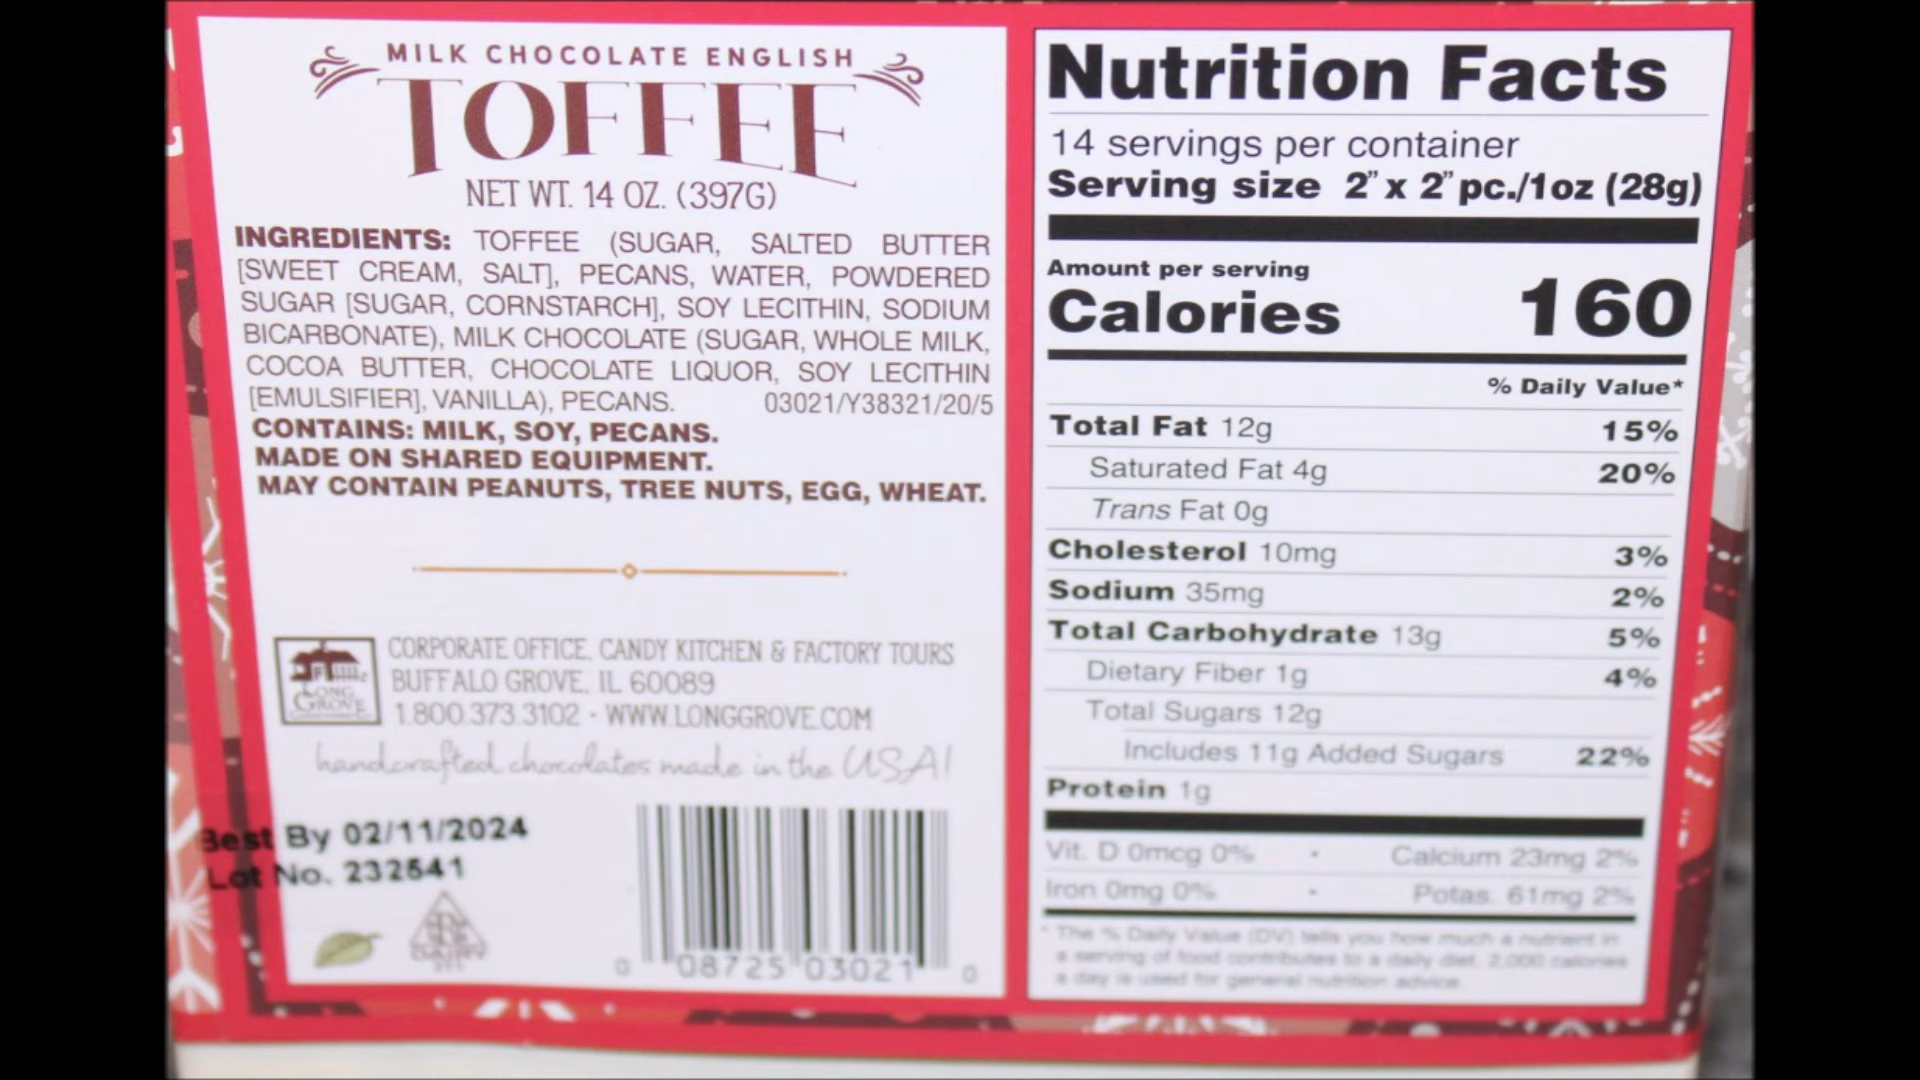 MILK CHOCOLATE ENGLISH
TOFFEE
NET WT. 14 OZ. (397G)
INGREDIENTS: TOFFEE (SUGAR, SALTED BUTTER
[SWEET CREAM, SALT], PECANS, WATER, POWDERED
SUGAR [SUGAR, CORNSTARCH], SOY LECITHIN, SODIUM
BICARBONATE), MILK CHOCOLATE (SUGAR, WHOLE MILK,
COCOA BUTTER, CHOCOLATE LIQUOR, SOY LECITHIN
[EMULSIFIER], VANILLA), PECANS. 03021/Y38321/20/5
CONTAINS: MILK, SOY, PECANS.
MADE ON SHARED EQUIPMENT.
MAY CONTAIN PEANUTS, TREE NUTS, EGG, WHEAT.
LONG
GROVE
CORPORATE OFFICE, CANDY KITCHEN & FACTORY TOURS
BUFFALO GROVE, IL 60089
1.800.373.3102 · WWW.LONGGROVE.COM
handcrafted chocolates made in the USA!
Best By 02/11/2024
Lot No. 232541
DAIRY
0 08725 03021 0
Nutrition Facts
14 servings per container
Serving size 2” x 2” pc./1oz (28g)
Amount per serving
Calories 160
% Daily Value*
Total Fat 12g 15%
Saturated Fat 4g 20%
Trans Fat 0g
Cholesterol 10mg 3%
Sodium 35mg 2%
Total Carbohydrate 13g 5%
Dietary Fiber 1g 4%
Total Sugars 12g
Includes 11g Added Sugars 22%
Protein 1g
Vit. D 0mcg 0% · Calcium 23mg 2%
Iron 0mg 0% · Potas. 61mg 2%
* The % Daily Value (DV) tells you how much a nutrient in
a serving of food contributes to a daily diet. 2,000 calories
a day is used for general nutrition advice.